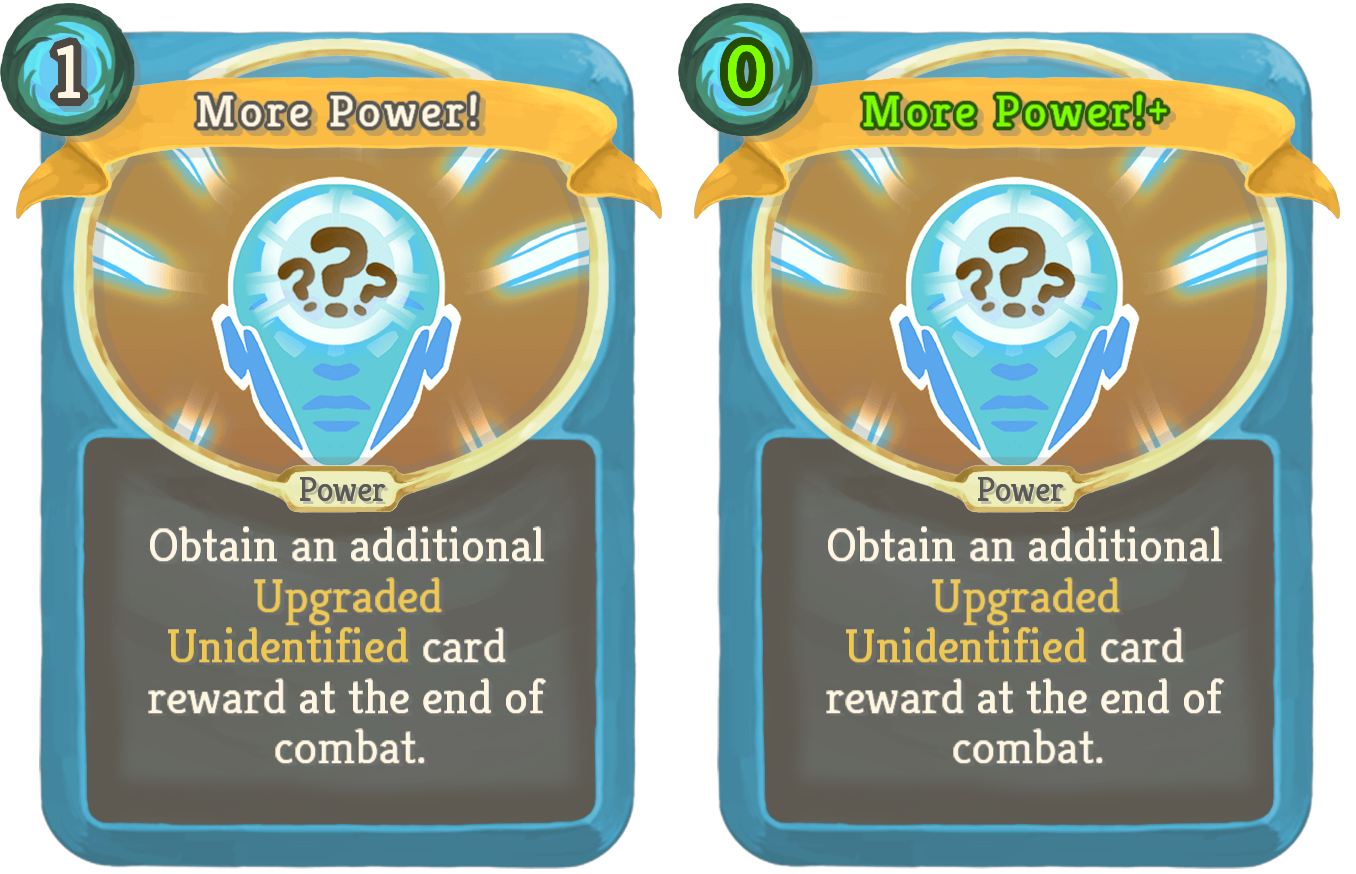 1
More Power!
???
Power
Obtain an additional
Upgraded
Unidentified card
reward at the end of
combat.
0
More Power!+
???
Power
Obtain an additional
Upgraded
Unidentified card
reward at the end of
combat.